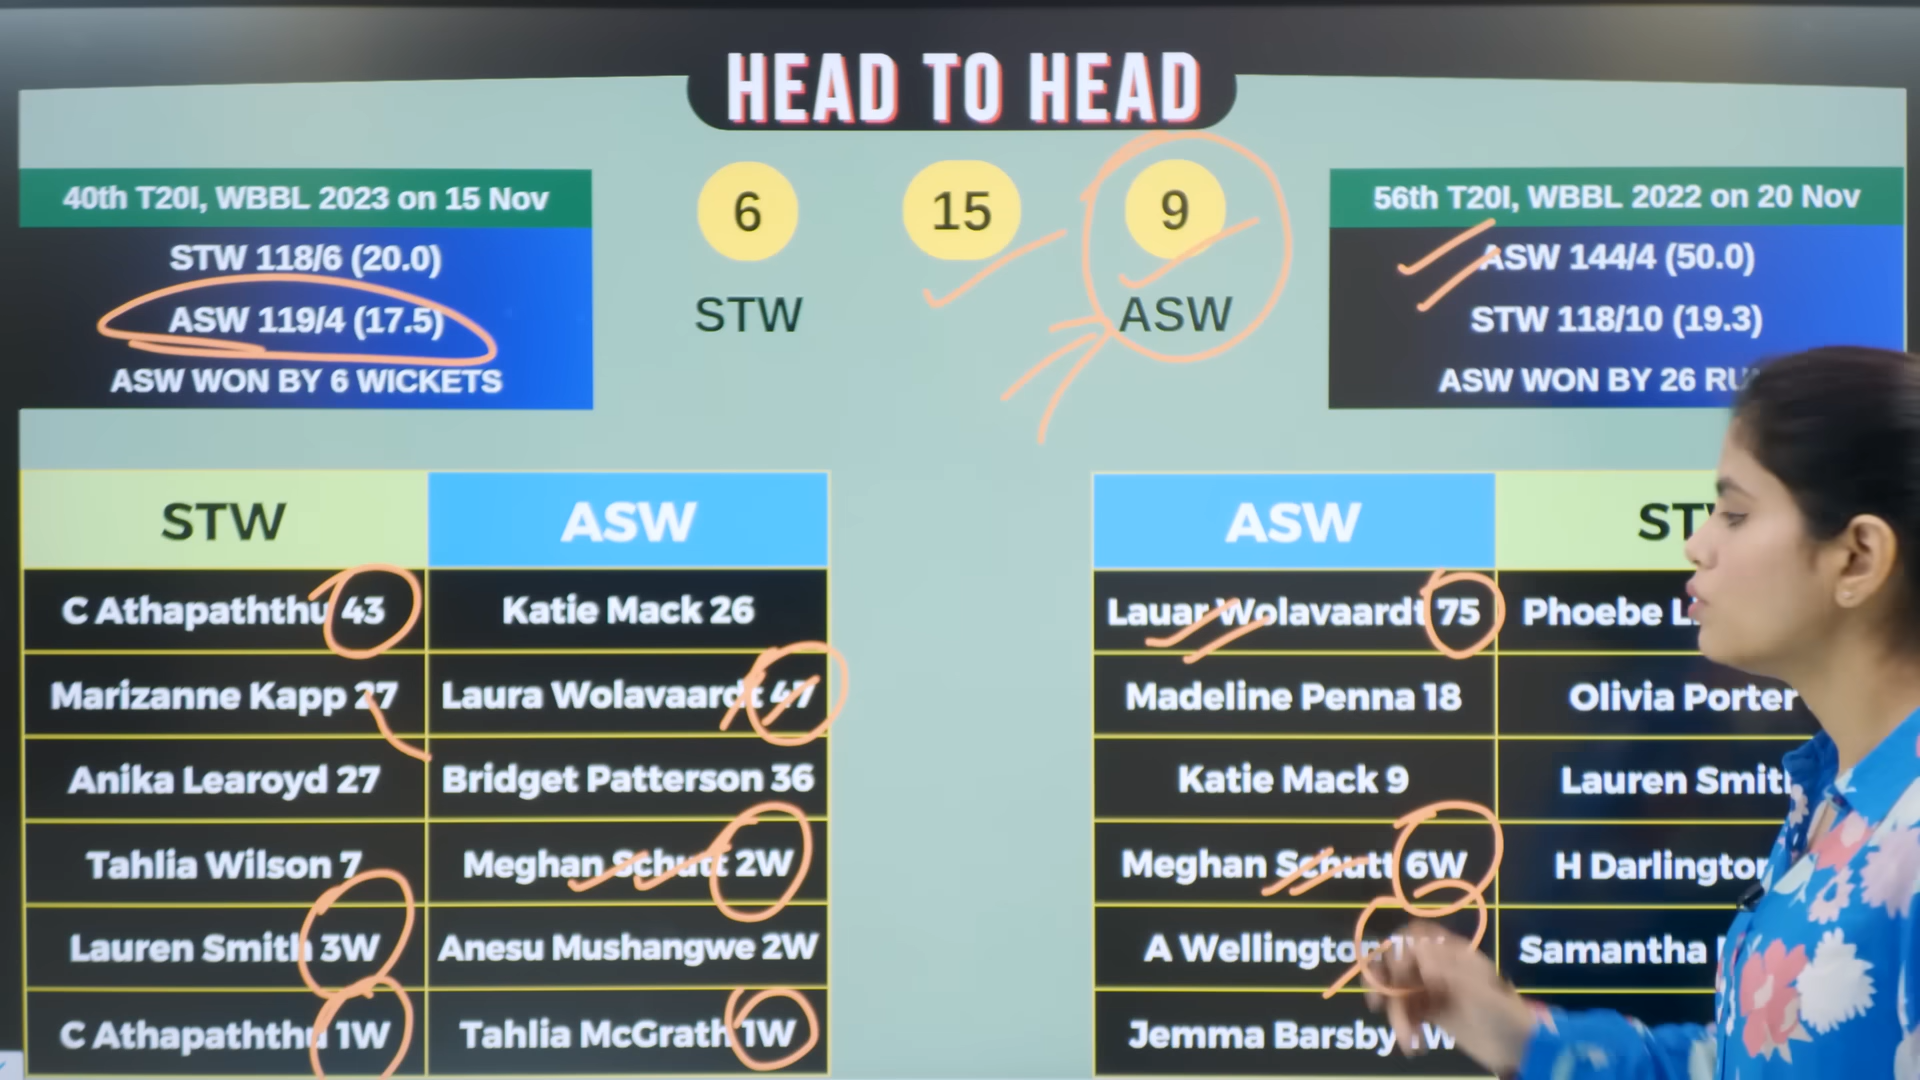 HEAD TO HEAD
40th T20I, WBBL 2023 on 15 Nov
STW 118/6 (20.0)
ASW 119/4 (17.5)
ASW WON BY 6 WICKETS
6
15
9
STW
ASW
56th T20I, WBBL 2022 on 20 Nov
ASW 144/4 (50.0)
STW 118/10 (19.3)
ASW WON BY 26
STW
ASW
C Athapaththu 43
Katie Mack 26
Marizanne Kapp 27
Laura Wolavaardt 47
Anika Learoyd 27
Bridget Patterson 36
Tahlia Wilson 7
Meghan Schutt 2W
Lauren Smith 3W
Anesu Mushangwe 2W
C Athapaththu 1W
Tahlia McGrath 1W
ASW
Lauar Wolavaardt 75
Phoebe
Madeline Penna 18
Olivia Porter
Katie Mack 9
Lauren Smith
Meghan Schutt 6W
H Darlington
A Wellington 1W
Samantha
Jemma Barsby 1W